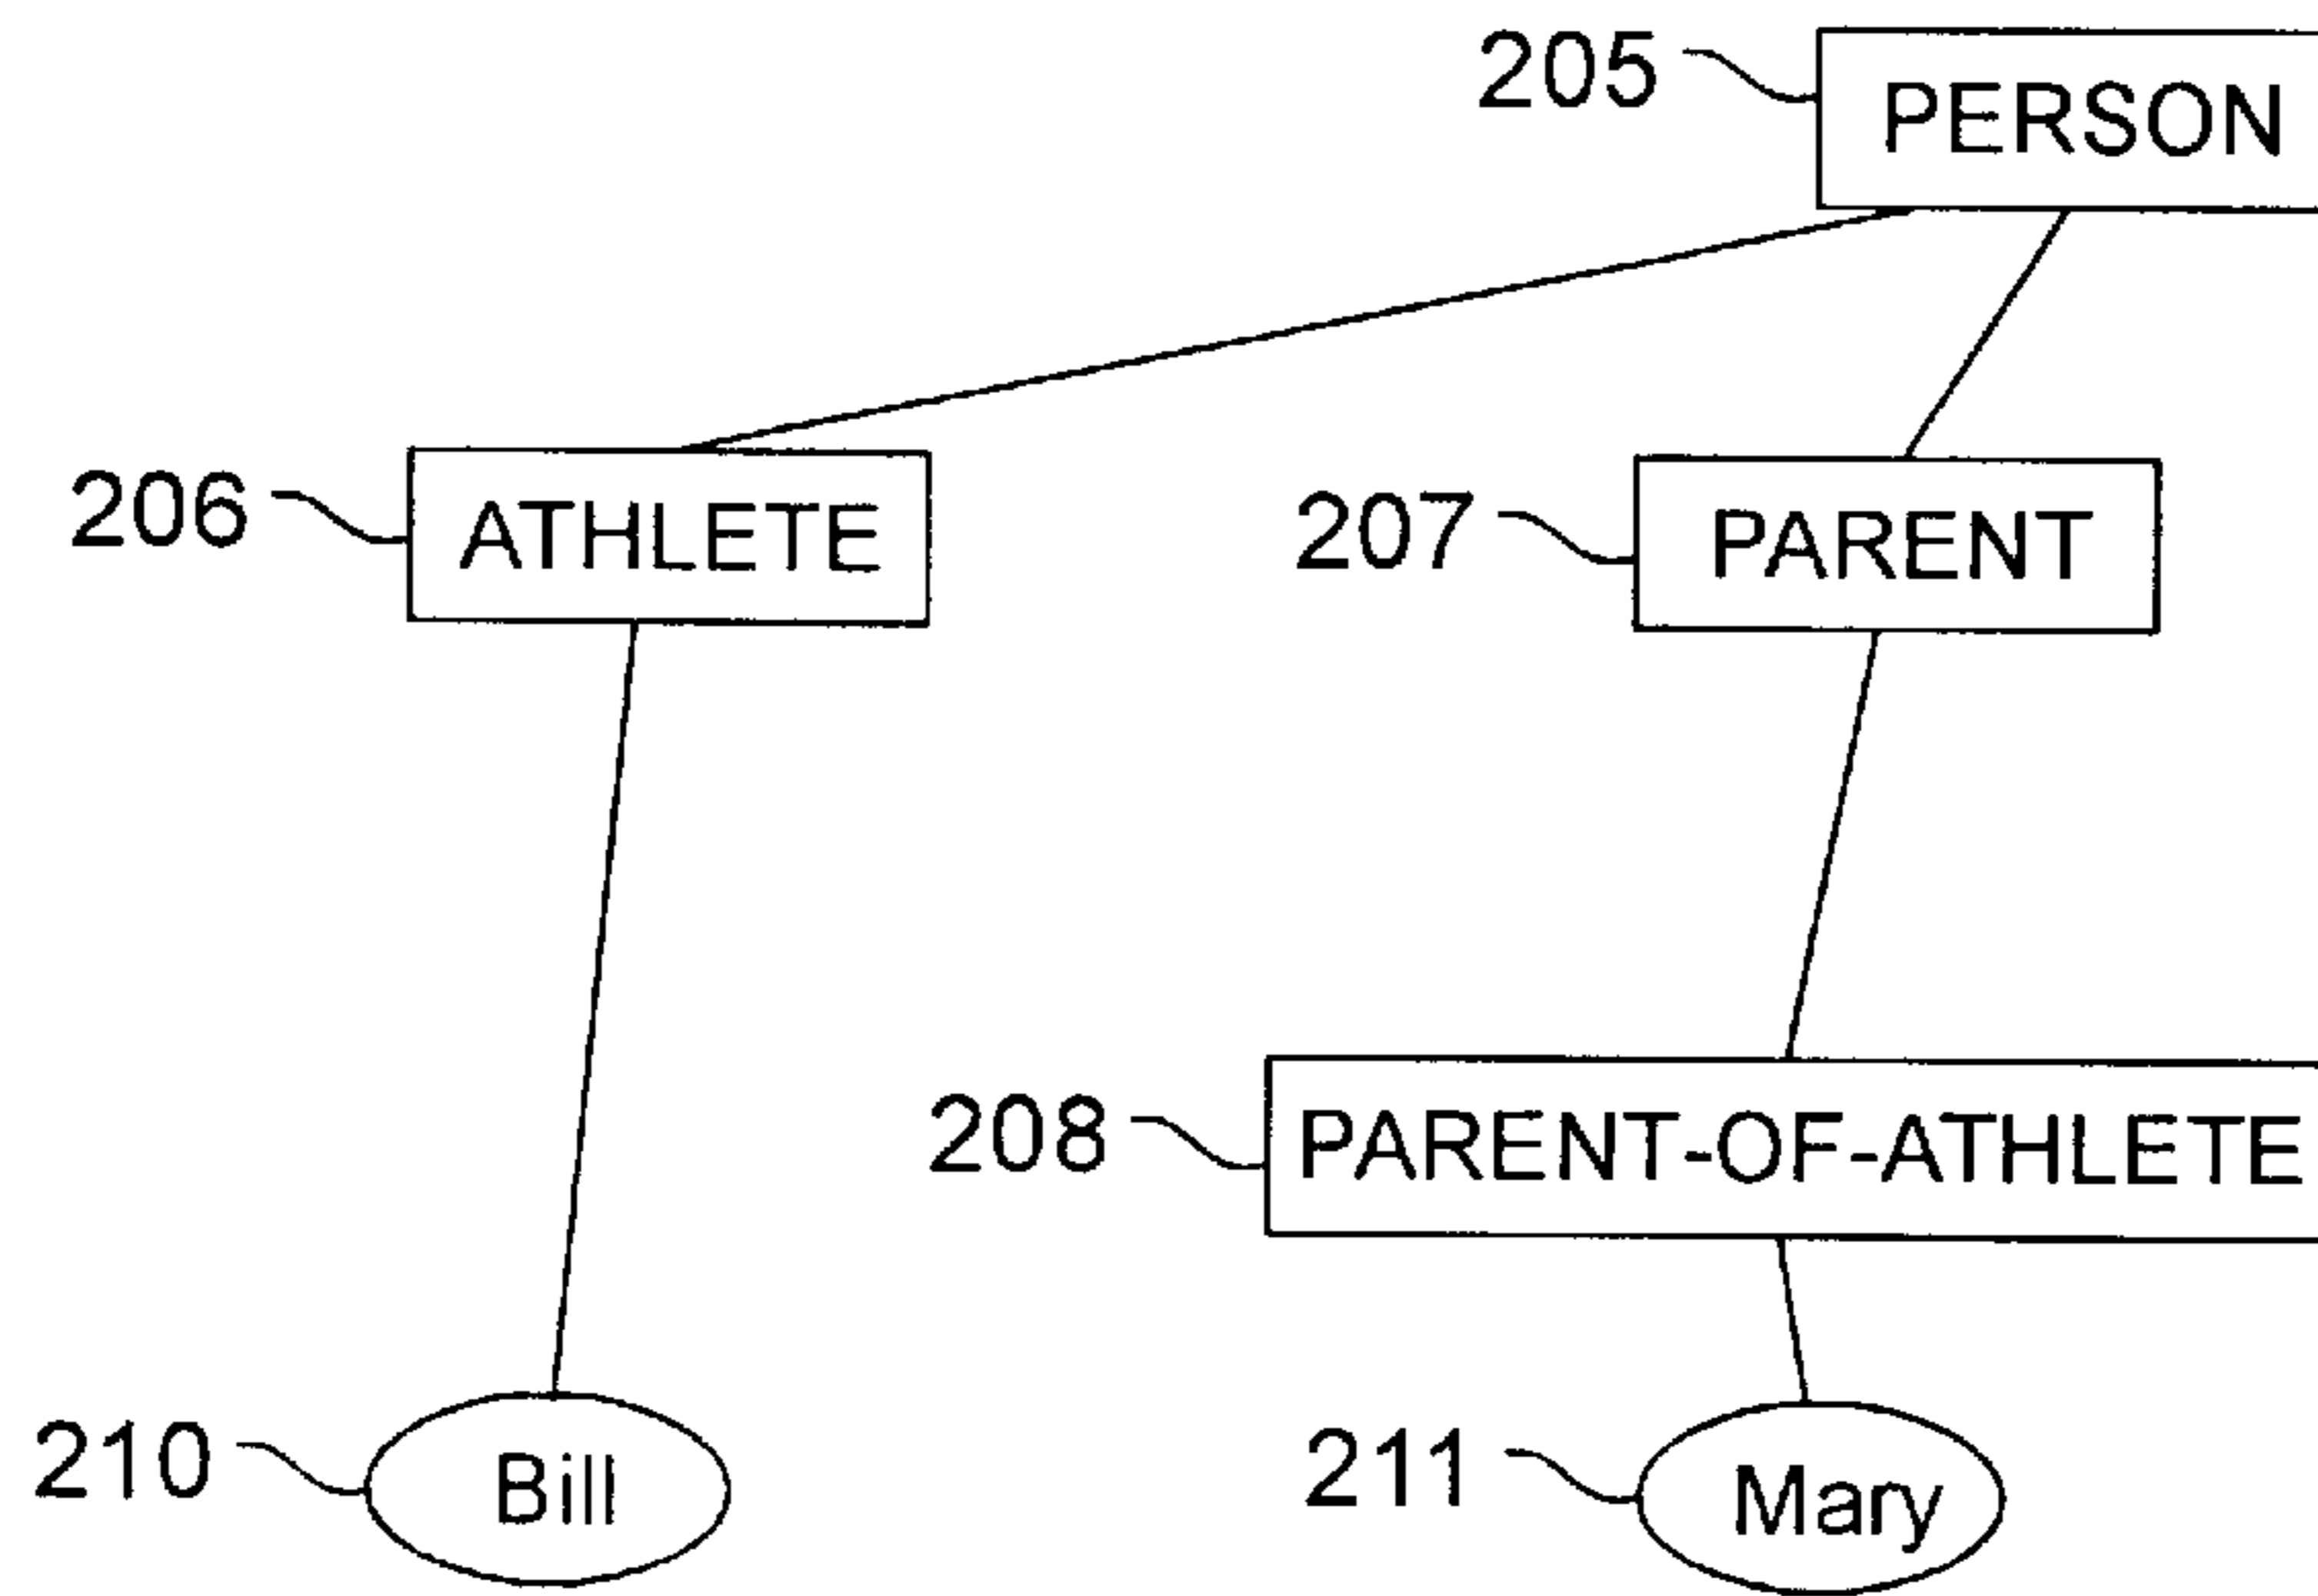 205 PERSON
206 ATHLETE
207 PARENT
208 PARENT-OF-ATHLETE
210 Bill
211 Mary